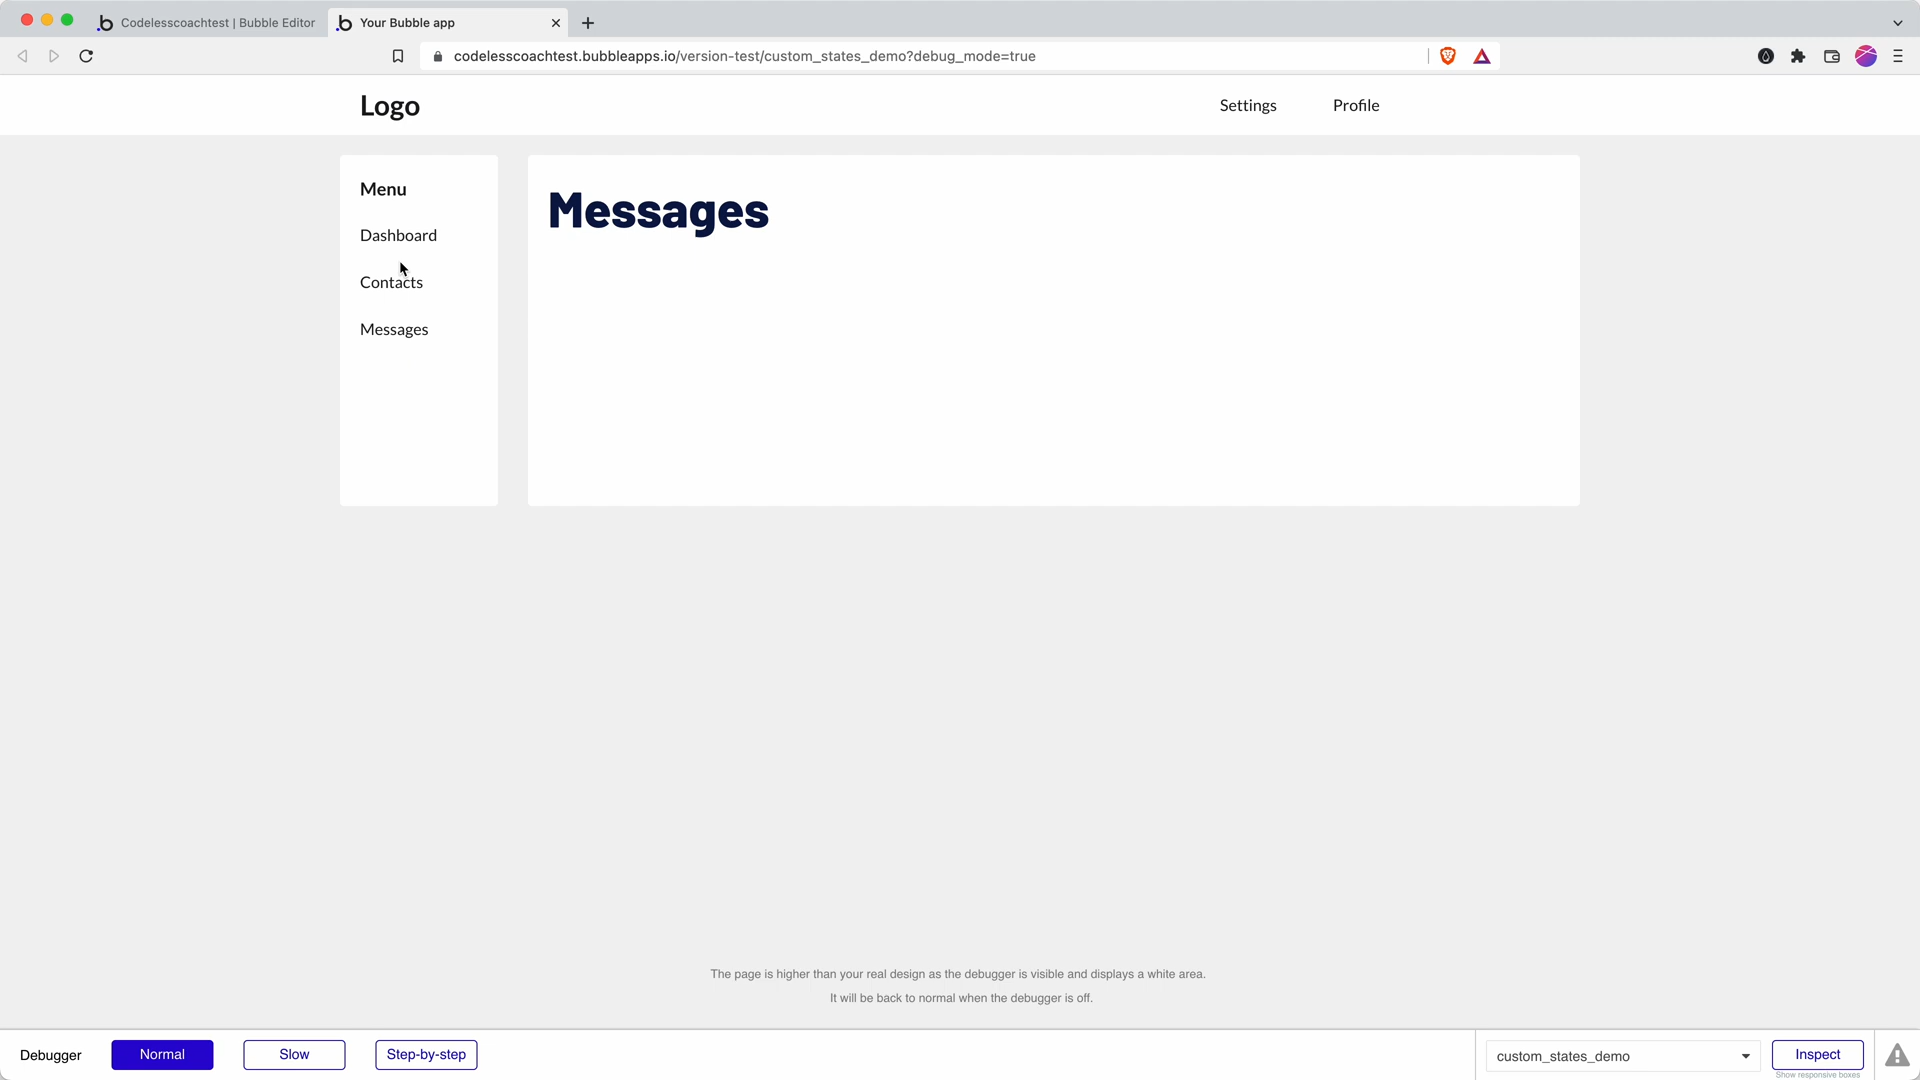 Codelesscoachtest | Bubble Editor
Your Bubble app
codelesscoachtest.bubbleapps.io/version-test/custom_states_demo?debug_mode=true
Logo
Settings
Profile
Menu
Dashboard
Contacts
Messages
Messages
The page is higher than your real design as the debugger is visible and displays a white area.
It will be back to normal when the debugger is off.
Debugger
Normal
Slow
Step-by-step
custom_states_demo
Inspect
Show responsive boxes